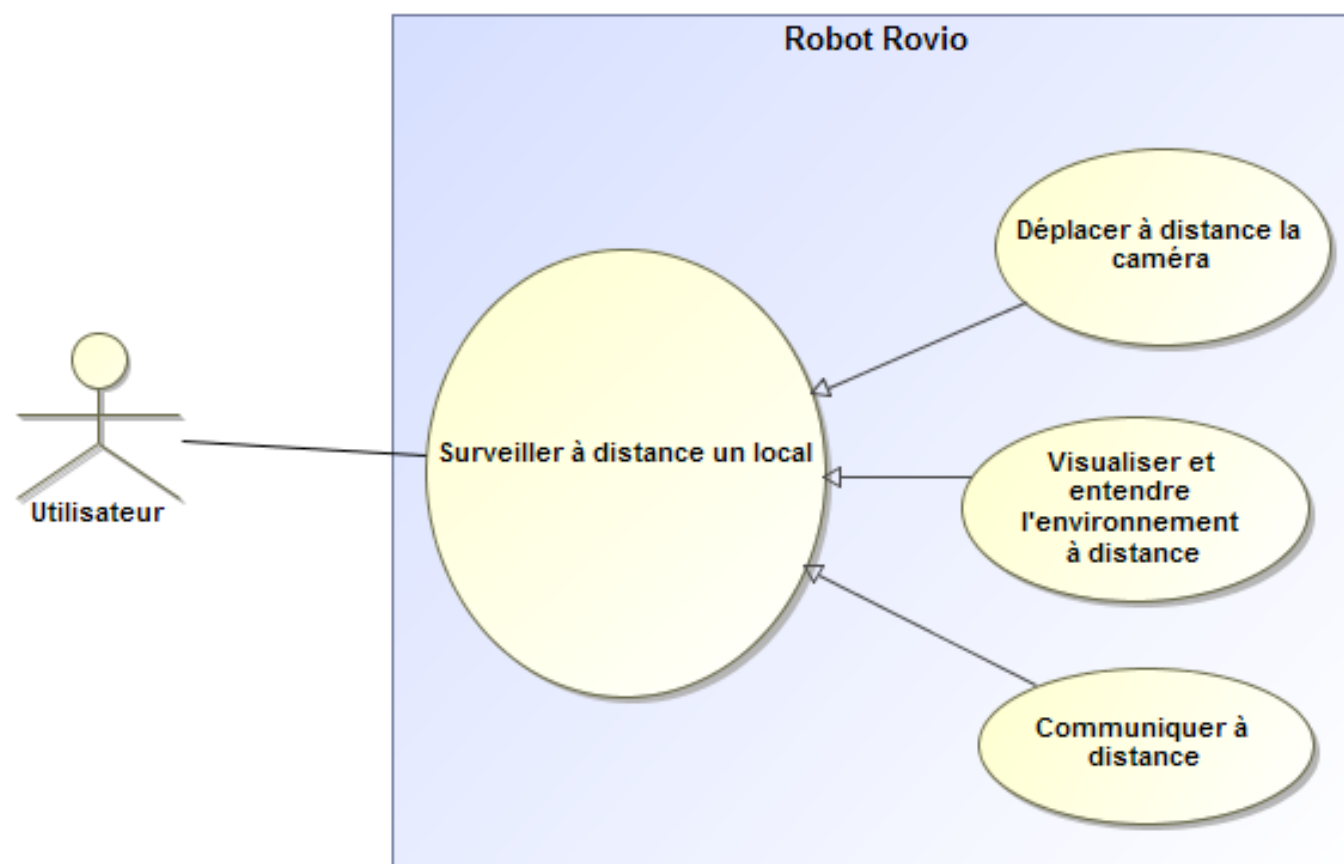 Robot Rovio
Déplacer à distance la
caméra
Surveiller à distance un local
Visualiser et
entendre
l'environnement
à distance
Utilisateur
Communiquer à
distance